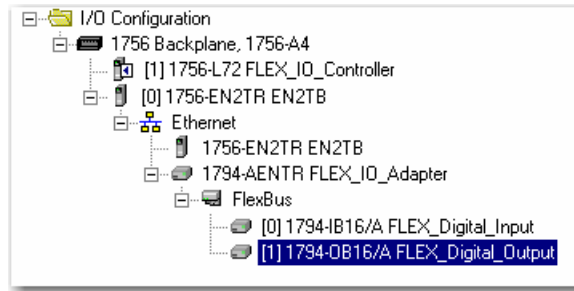 I/O Configuration
1756 Backplane, 1756-A4
[1] 1756-L72 FLEX_IO_Controller
[0] 1756-EN2TR EN2TB
Ethernet
1756-EN2TR EN2TB
1794-AENTR FLEX_IO_Adapter
FlexBus
[0] 1794-IB16/A FLEX_Digital_Input
[1] 1794-OB16/A FLEX_Digital_Output